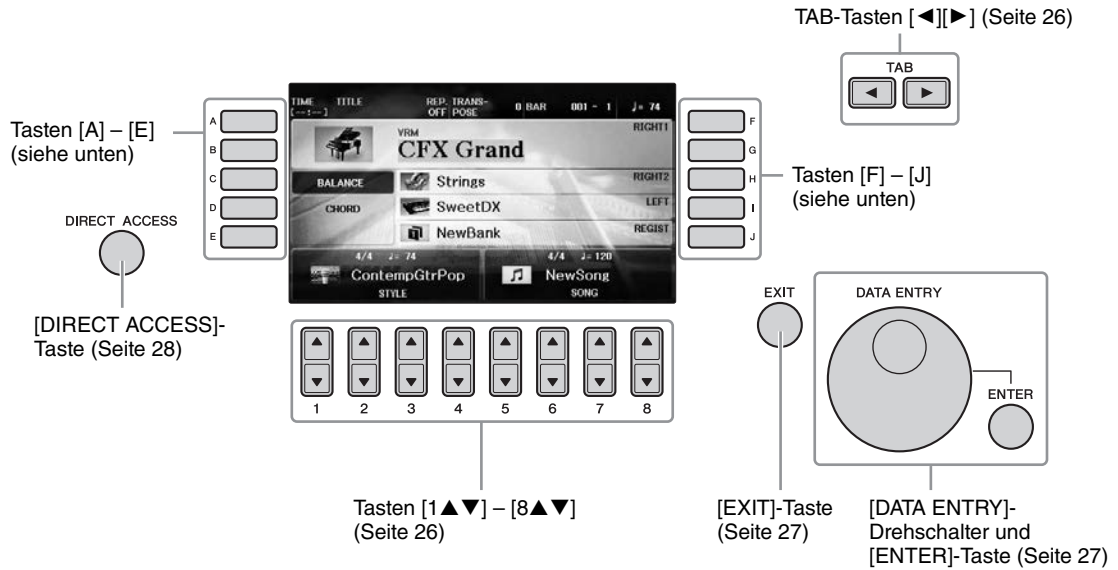 TAB-Tasten [◄][►] (Seite 26)
TAB
◄ ►
Tasten [A] – [E]
(siehe unten)
A
B
C
D
E
TIME TITLE REP. TRANS- 0 BAR 001 - 1 ♩= 74
[--:--] OFF POSE
VRM RIGHT1
CFX Grand
BALANCE Strings RIGHT2
CHORD SweetDX LEFT
NewBank REGIST
4/4 ♩= 74 4/4 ♩= 120
ContempGtrPop NewSong
STYLE SONG
F
G
H
I
J
Tasten [F] – [J]
(siehe unten)
DIRECT ACCESS
[DIRECT ACCESS]-
Taste (Seite 28)
▲ ▲ ▲ ▲ ▲ ▲ ▲ ▲
▼ ▼ ▼ ▼ ▼ ▼ ▼ ▼
1 2 3 4 5 6 7 8
Tasten [1▲▼] – [8▲▼]
(Seite 26)
EXIT
[EXIT]-Taste
(Seite 27)
DATA ENTRY
ENTER
[DATA ENTRY]-
Drehschalter und
[ENTER]-Taste (Seite 27)